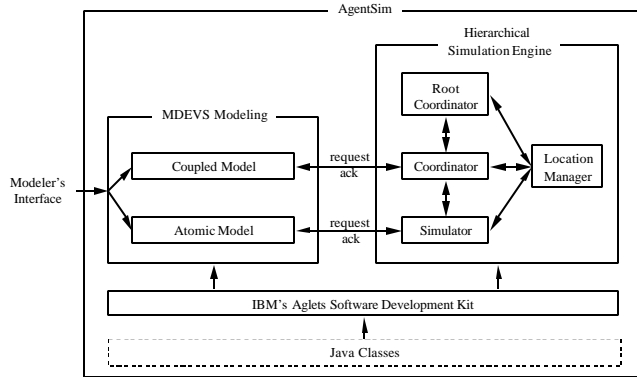 AgentSim
Hierarchical
Simulation Engine
Root
Coordinator
MDEVS Modeling
Coupled Model
request
ack
Coordinator
Location
Manager
Modeler's
Interface
Atomic Model
request
ack
Simulator
IBM's Aglets Software Development Kit
Java Classes